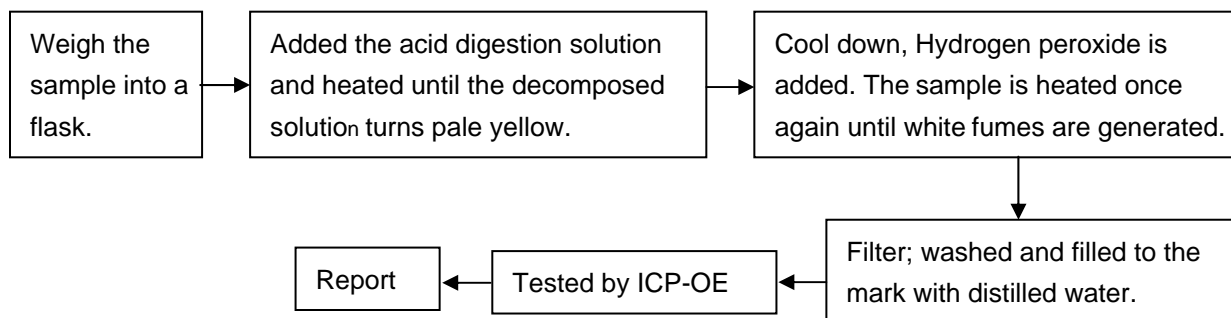 Weigh the
sample into a
flask.
Added the acid digestion solution
and heated until the decomposed
solution turns pale yellow.
Cool down, Hydrogen peroxide is
added. The sample is heated once
again until white fumes are generated.
Filter; washed and filled to the
mark with distilled water.
Tested by ICP-OE
Report